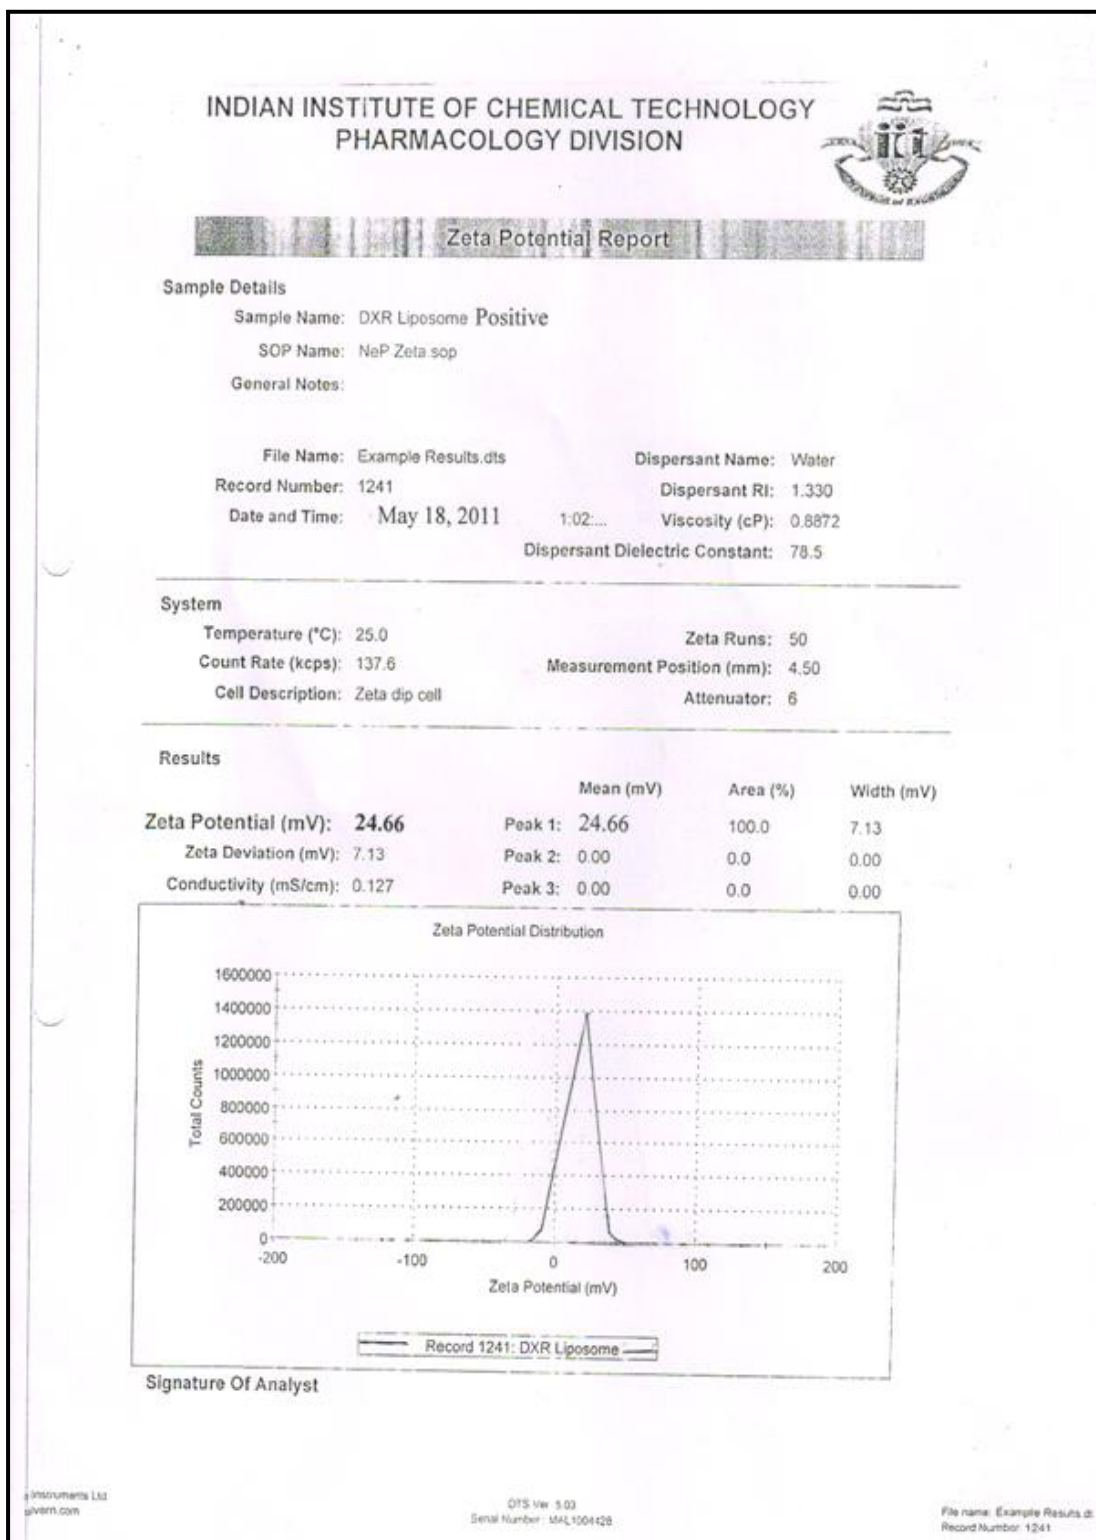 INDIAN INSTITUTE OF CHEMICAL TECHNOLOGY
PHARMACOLOGY DIVISION
Zeta Potential Report
Sample Details
Sample Name: DXR Liposome Positive
SOP Name: NeP Zeta.sop
General Notes:
File Name: Example Results.dts Dispersant Name: Water
Record Number: 1241 Dispersant RI: 1.330
Date and Time: May 18, 2011 1:02:... Viscosity (cP): 0.8872
Dispersant Dielectric Constant: 78.5
System
Temperature (°C): 25.0 Zeta Runs: 50
Count Rate (kcps): 137.6 Measurement Position (mm): 4.50
Cell Description: Zeta dip cell Attenuator: 6
Results
Mean (mV) Area (%) Width (mV)
Zeta Potential (mV): 24.66 Peak 1: 24.66 100.0 7.13
Zeta Deviation (mV): 7.13 Peak 2: 0.00 0.0 0.00
Conductivity (mS/cm): 0.127 Peak 3: 0.00 0.0 0.00
Zeta Potential Distribution
Total Counts
1600000
1400000
1200000
1000000
800000
600000
400000
200000
0
-200 -100 0 100 200
Zeta Potential (mV)
Record 1241: DXR Liposome
Signature Of Analyst
Instruments Ltd
DTS Ver 5.03
Serial Number : MAL1004428
File name: Example Results.dt
Record Number: 1241